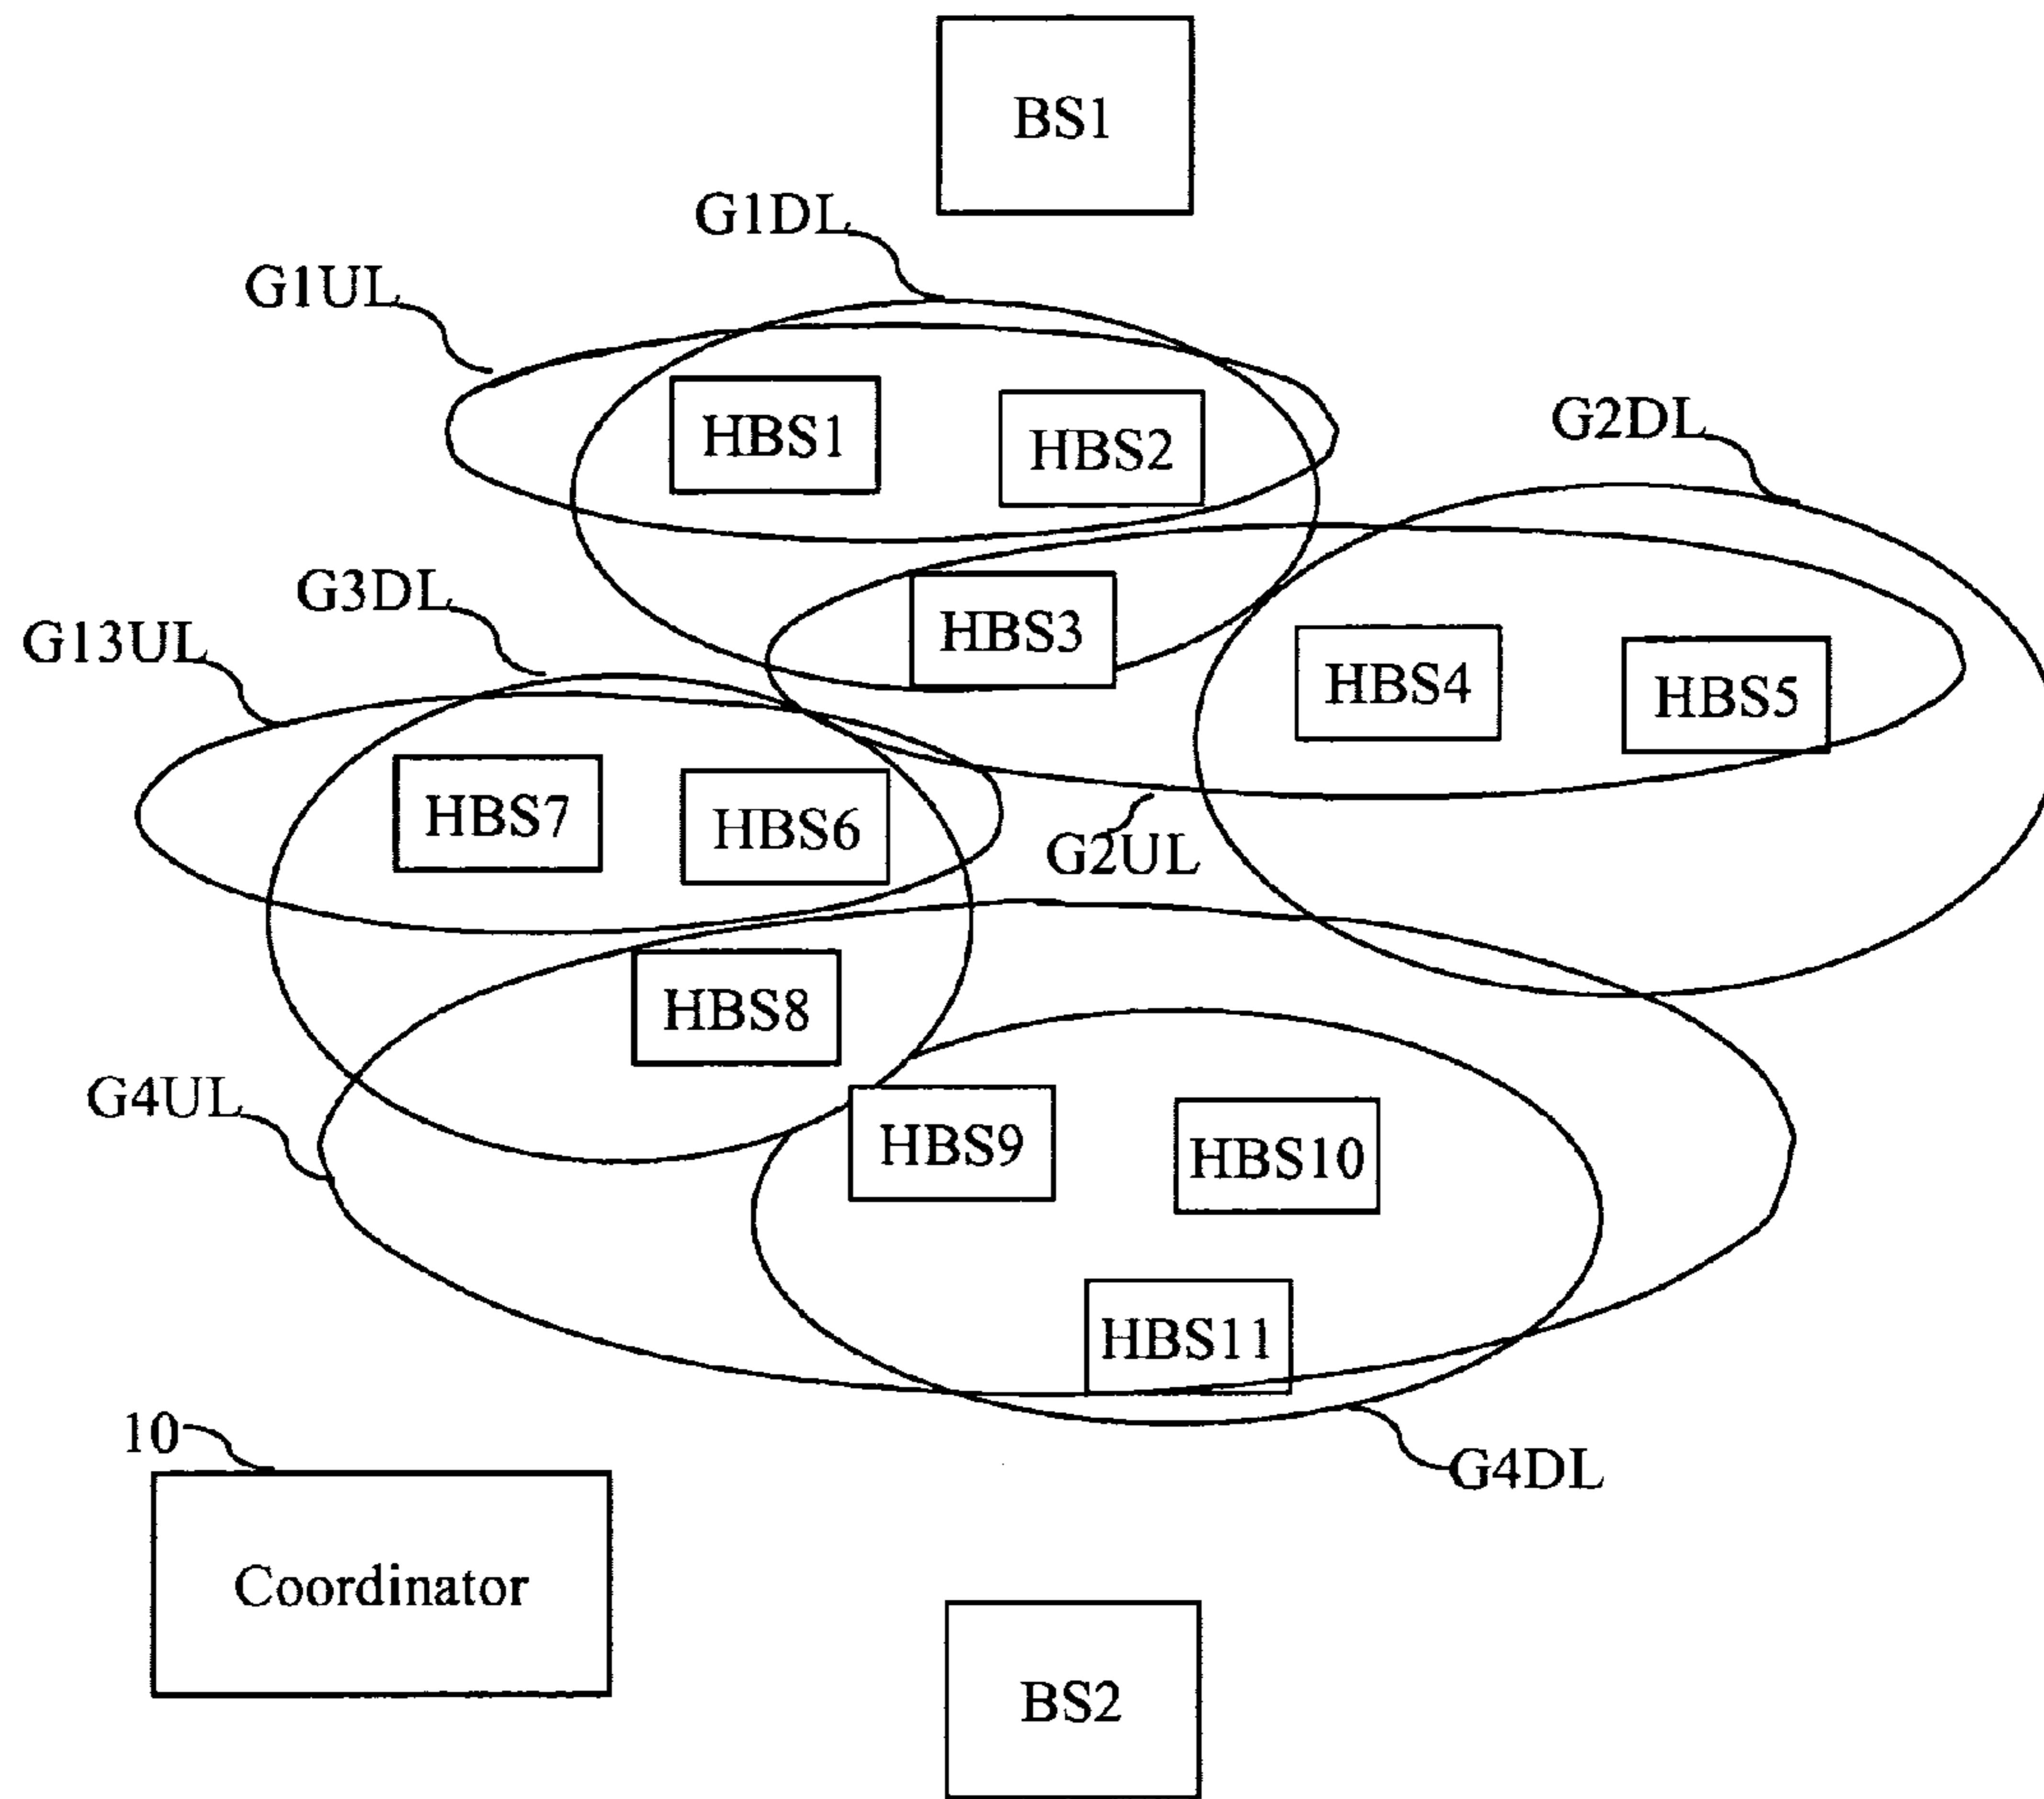 BS1
G1DL
G1UL
HBS1
HBS2
G2DL
G3DL
HBS3
G13UL
HBS4
HBS5
HBS7
HBS6
G2UL
HBS8
G4UL
HBS9
HBS10
HBS11
10
G4DL
Coordinator
BS2